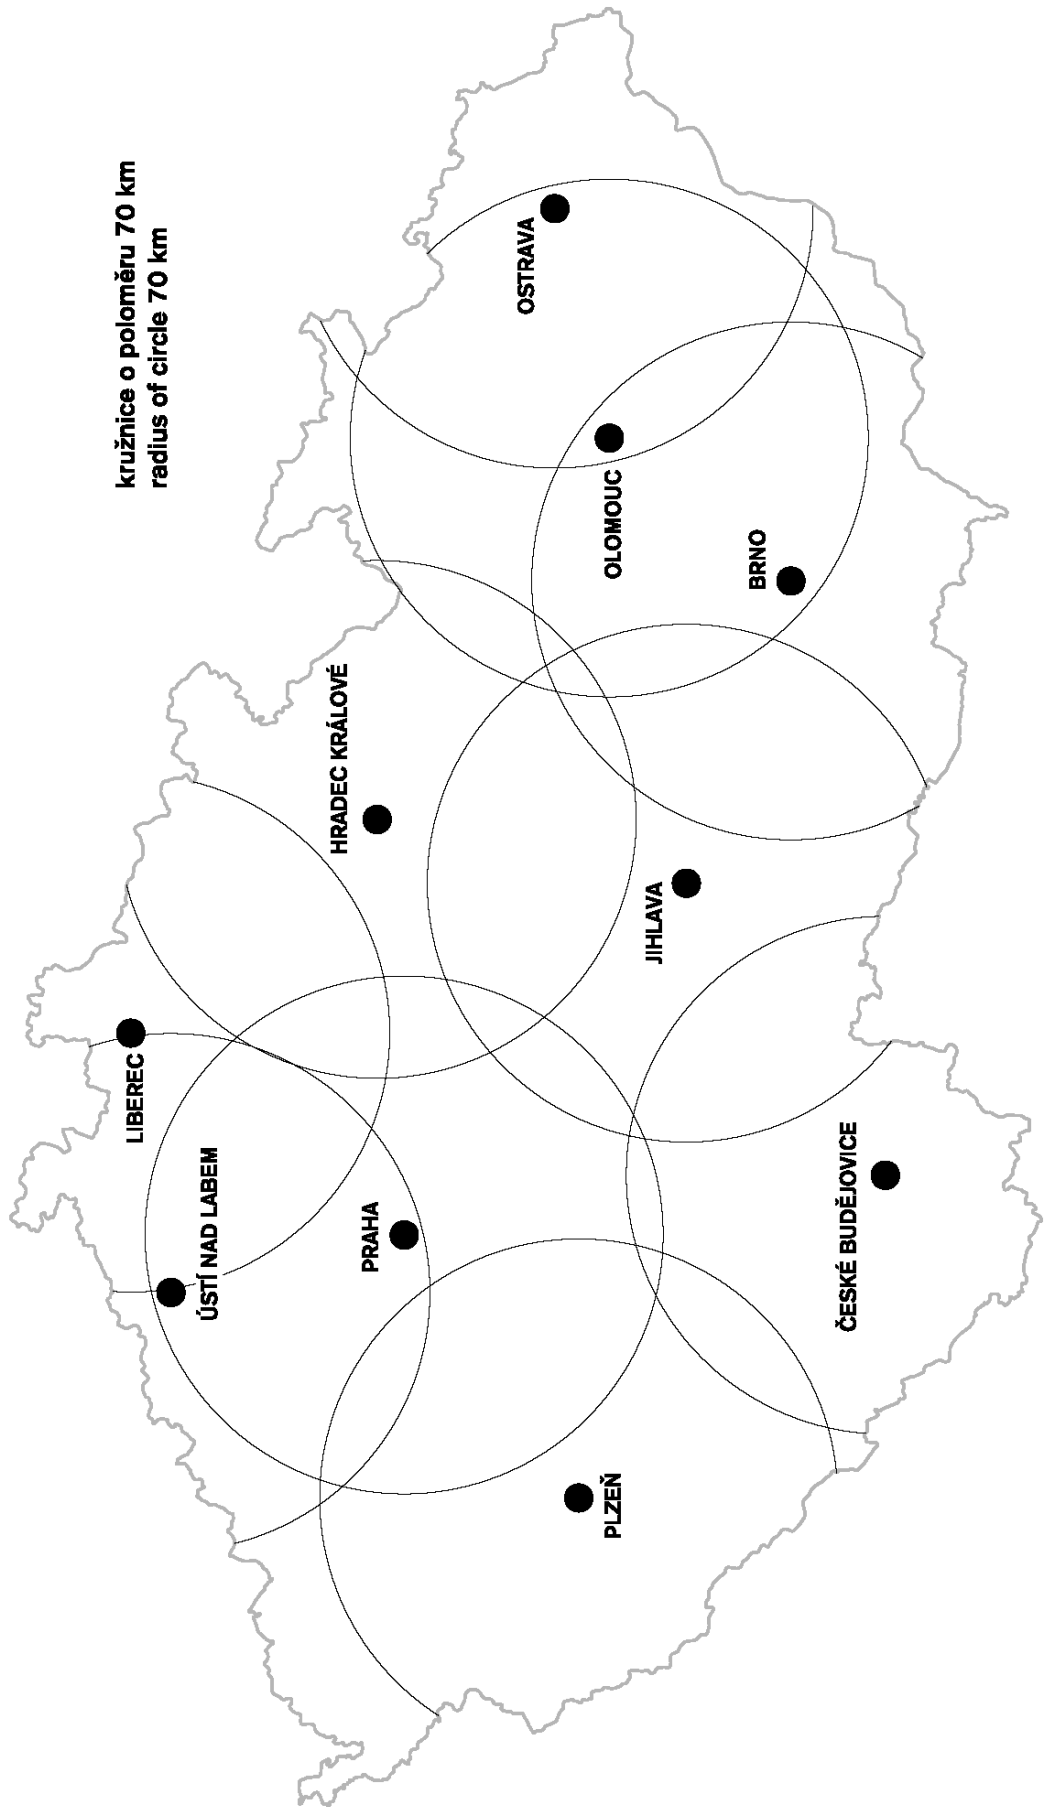 kružnice o poloměru 70 km
radius of circle 70 km
LIBEREC
ÚSTÍ NAD LABEM
HRADEC KRÁLOVÉ
PRAHA
OSTRAVA
PLZEŇ
OLOMOUC
JIHLAVA
BRNO
ČESKÉ BUDĚJOVICE